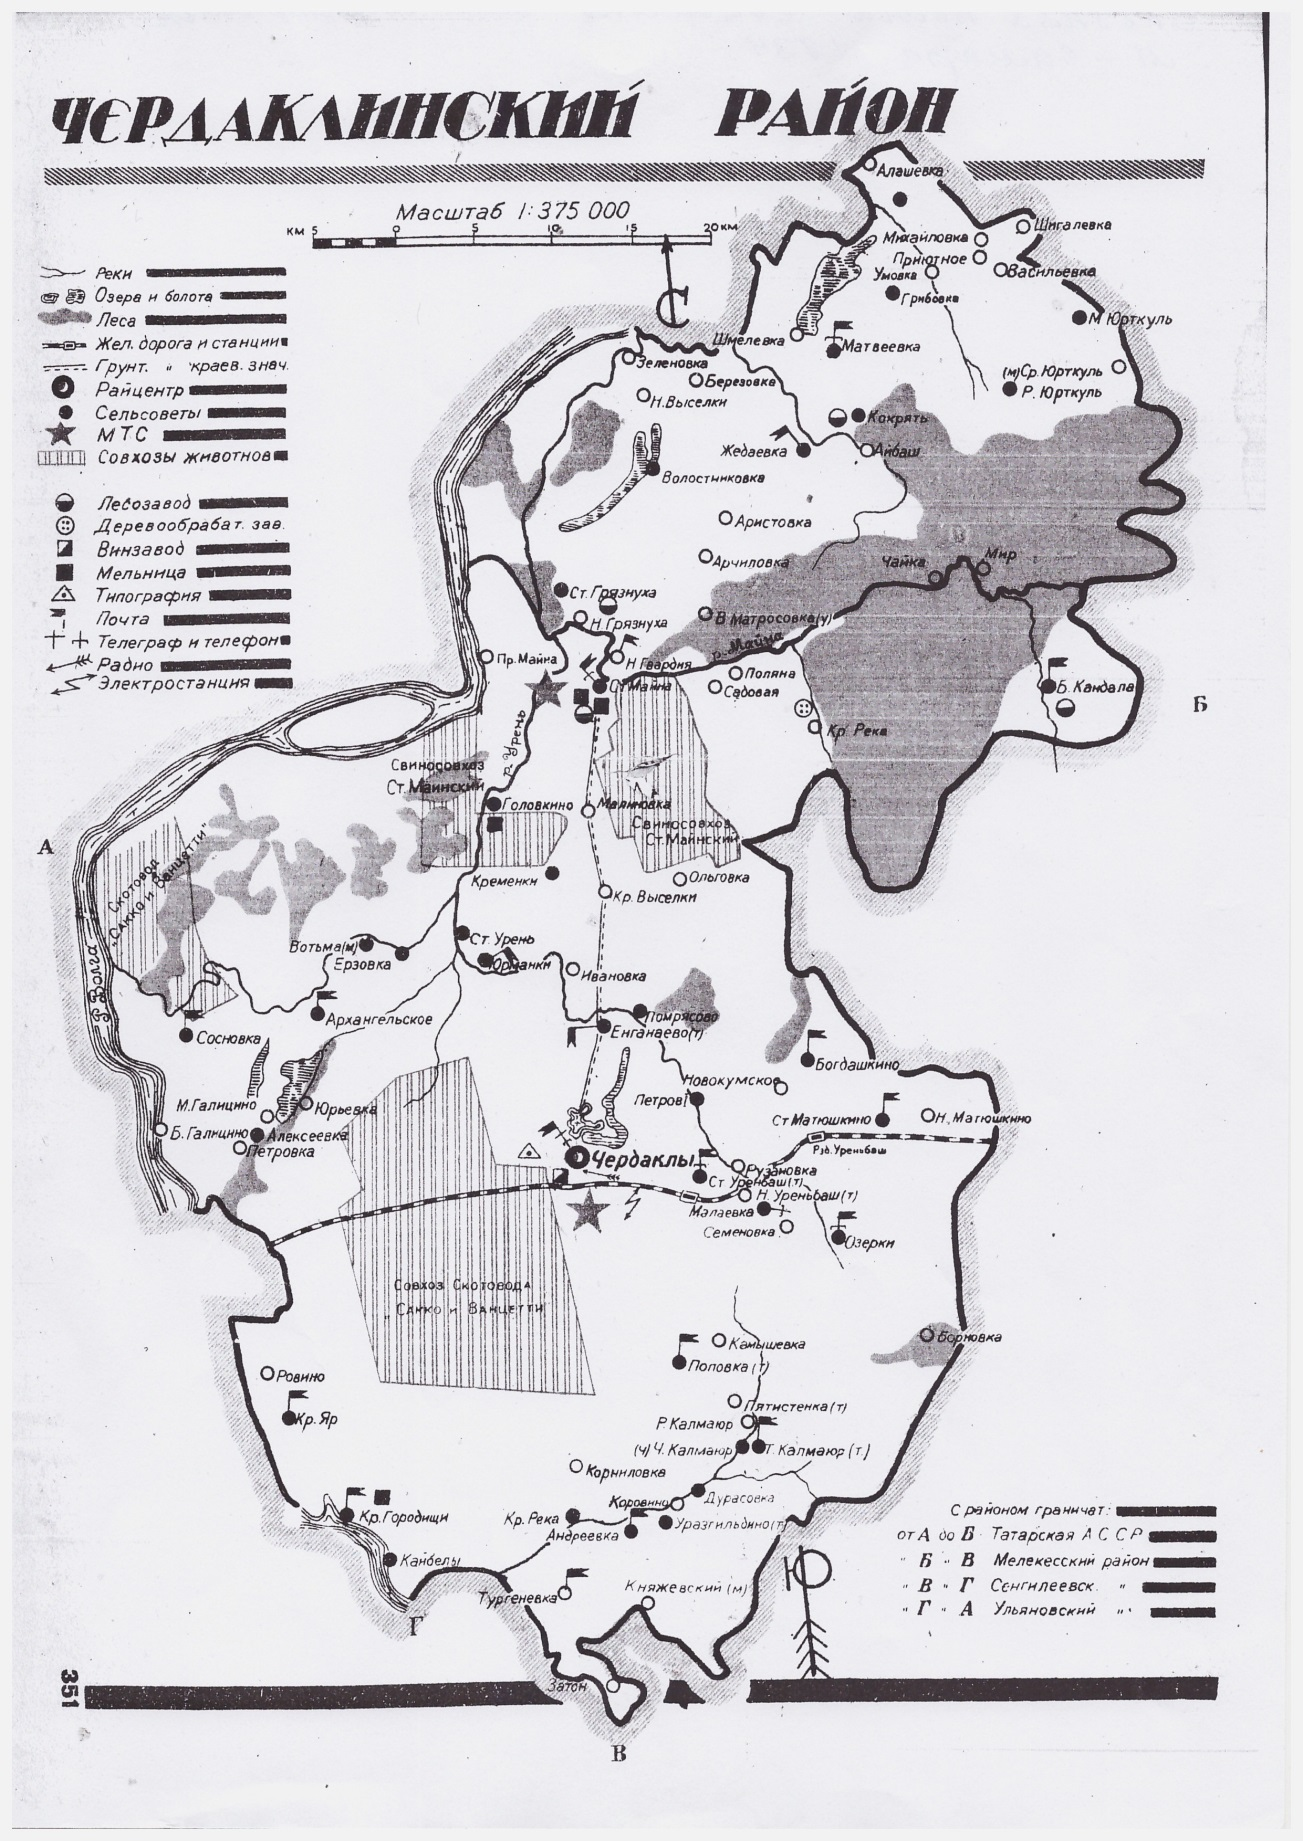 ЧЕРДАКЛИНСКИЙ РАЙОН
Масштаб 1:375 000
КМ 5 0 5 10 15 20 КМ
С
Реки
Озера и болота
Леса
Жел. дорога и станции
Грунт. " краев. знач.
Райцентр
Сельсоветы
МТС
Совхозы животнов
Лесозавод
Деревообрабат. зав.
Винзавод
Мельница
Типография
Почта
Телеграф и телефон
Радио
Электростанция
Алашевка
Шигалевка
Михайловка
Приютное
Умовка
Васильевка
Грибовка
М Юрткуль
Шмелевка
Матвеевка
Зеленовка
(м)Ср. Юрткуль
Березовка
Р. Юрткуль
Н. Выселки
Кокрять
Жедаевка
Айбаш
Волостниковка
Аристовка
Арчиловка
Чайка
Мир
Ст. Грязнуха
Н. Грязнуха
В Матросовка(у)
р. Майна
Пр. Майна
Н Гвардия
Поляна
Ст Майна
Садовая
Б. Кандала
Б
Кр. Река
р. Урень
Свиносовхоз
Ст. Маинский
Головкино
Малиновка
Свиносовхоз
Ст. Маинский
А
Скотовод
„Сакко и Ванцетти"
Кременки
Ольговка
Кр. Выселки
Вотьма(м)
Ст. Урень
Ерзовка
Юрманки
Ивановка
р Волга
Архангельское
Помрясово
Енганаево(т)
Сосновка
Богдашкино
Новокумское
Петров
М. Галицино
Юрьевка
Ст Матюшкино
Н. Матюшкино
Б. Галицино
Алексеевка
Петровка
Рзд. Уреньбаш
Чердаклы
Рузановка
Ст Уренбаш(т)
Н. Уреньбаш(т)
Малаевка
Семеновка
Озерки
Совхоз Скотовода
„Сакко и Ванцетти"
Борновка
Камышевка
Поповка (т)
Ровино
Кр. Яр
Пятистенка(т)
Р. Калмаюр
(ч) Ч. Калмаюр
Т. Калмаюр (т.)
Корниловка
Дурасовка
Коровино
Кр. Городищи
Кр. Река
Уразгильдино(т)
Андреевка
Кайбелы
Тургеневка
Княжевский (м)
Г
Затон
В
Ю
С районом граничат:
от А до Б Татарская А С С Р
" Б " В Мелекесский район
" В " Г Сенгилеевск. "
" Г " А Ульяновский "
351